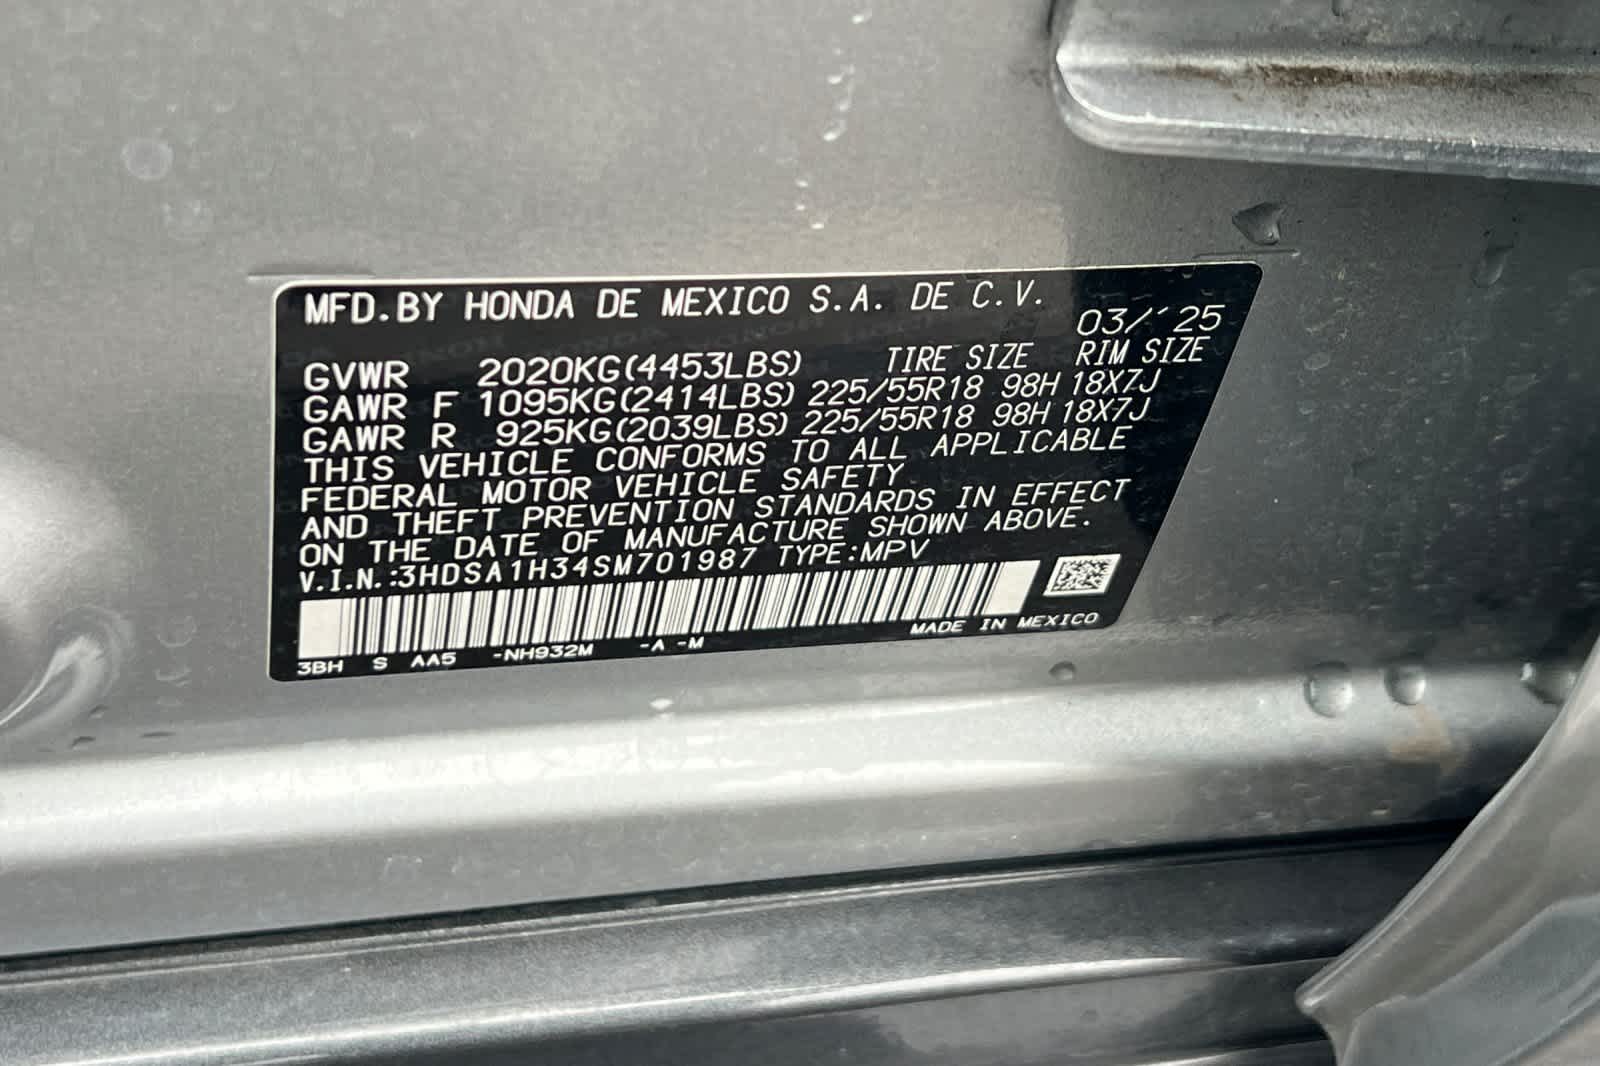 MFD.BY HONDA DE MEXICO S.A. DE C.V.
03/'25
GVWR 2020KG(4453LBS) TIRE SIZE RIM SIZE
GAWR F 1095KG(2414LBS) 225/55R18 98H 18X7J
GAWR R 925KG(2039LBS) 225/55R18 98H 18X7J
THIS VEHICLE CONFORMS TO ALL APPLICABLE
FEDERAL MOTOR VEHICLE SAFETY
AND THEFT PREVENTION STANDARDS IN EFFECT
ON THE DATE OF MANUFACTURE SHOWN ABOVE.
V.I.N.:3HDSA1H34SM701987 TYPE:MPV
MADE IN MEXICO
3BH S AA5 -NH932M -A -M